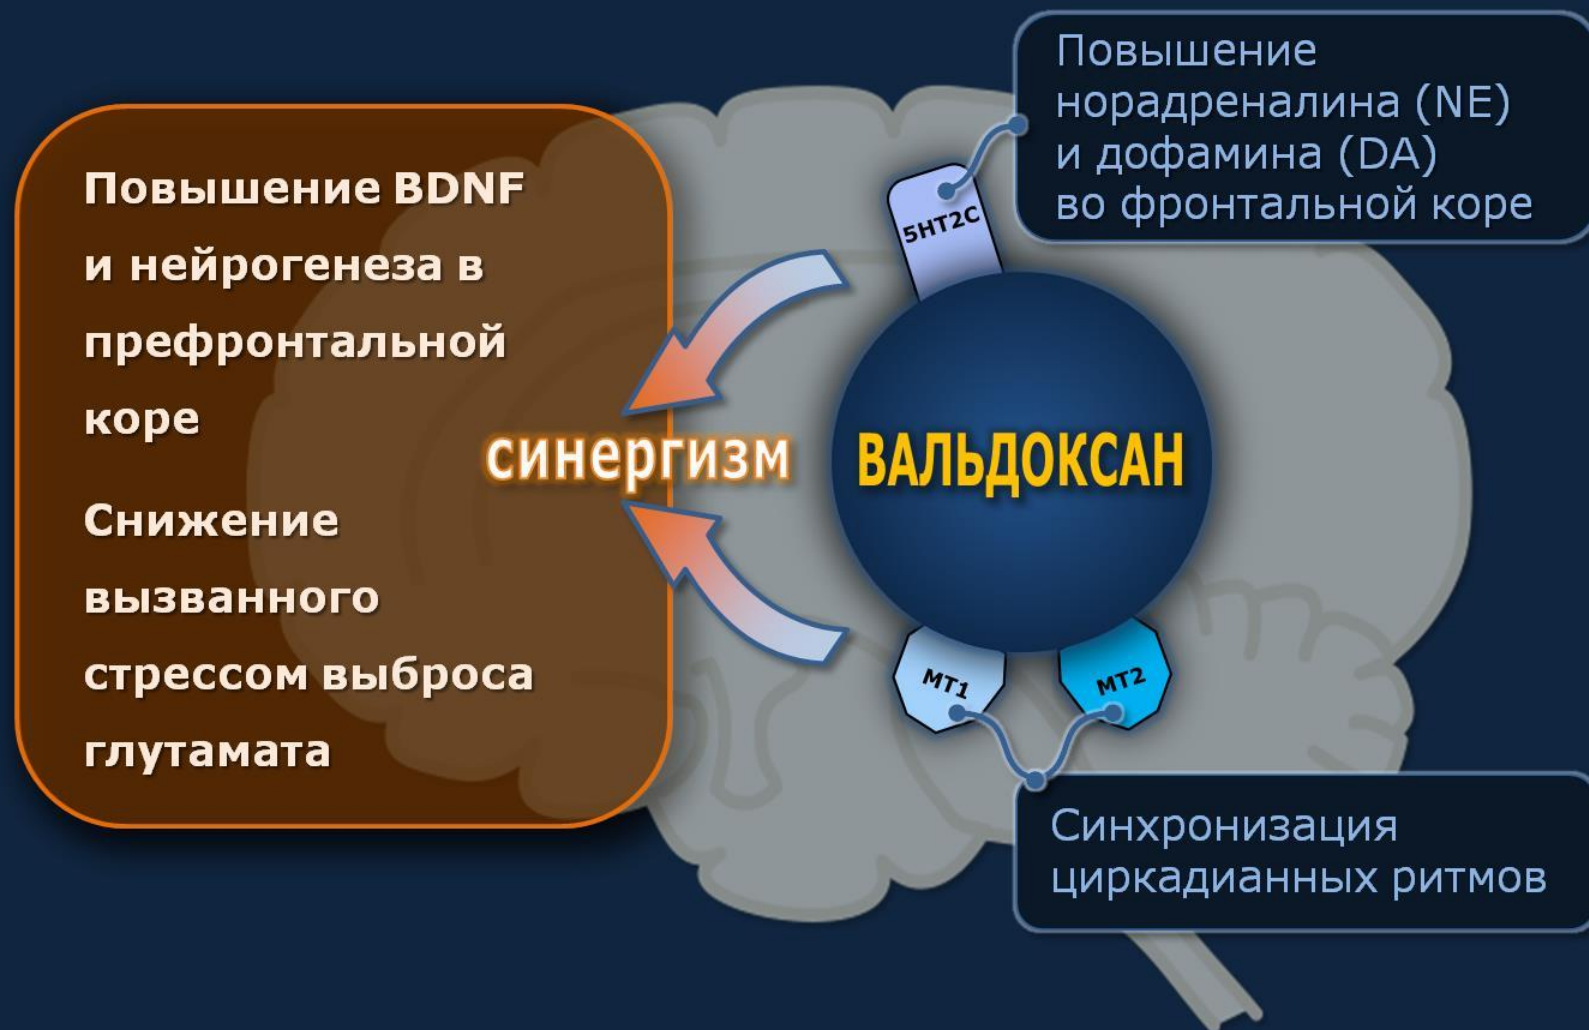 Повышение BDNF
и нейрогенеза в
префронтальной
коре
Снижение
вызванного
стрессом выброса
глутамата
синергизм
ВАЛЬДОКСАН
5HT2C
MT1
MT2
Повышение
норадреналина (NE)
и дофамина (DA)
во фронтальной коре
Синхронизация
циркадианных ритмов